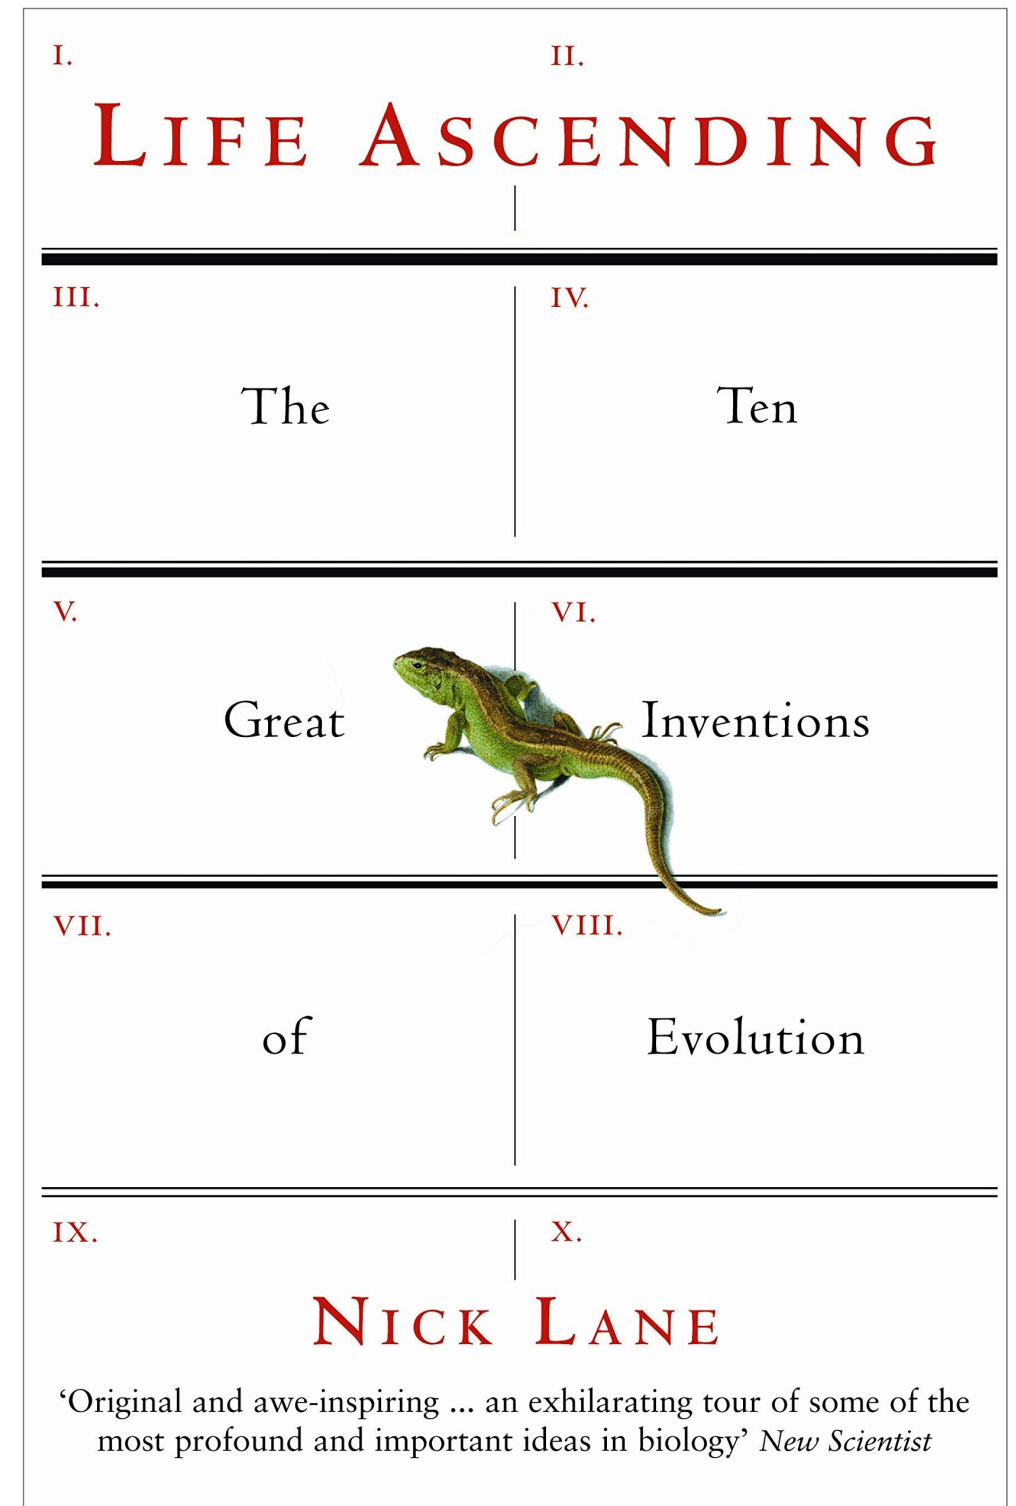 I. II.
LIFE ASCENDING
III. IV.
The Ten
V. VI.
Great Inventions
VII. VIII.
of Evolution
IX. X.
NICK LANE
‘Original and awe-inspiring ... an exhilarating tour of some of the
most profound and important ideas in biology’ New Scientist